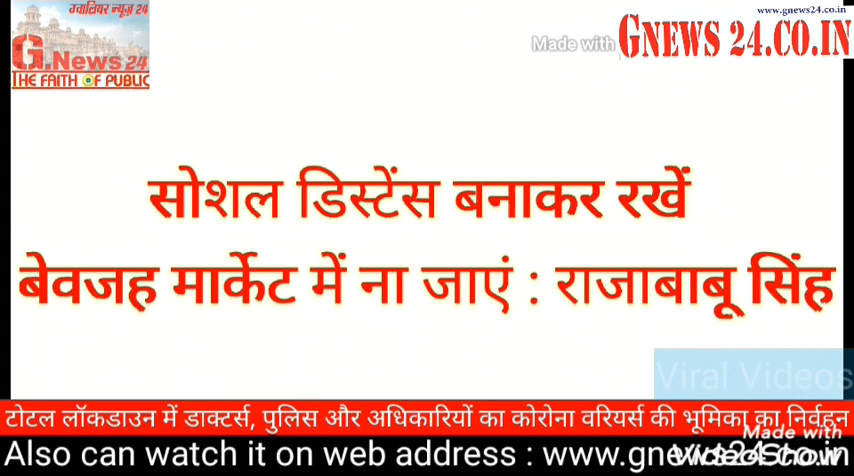 www.gnews24.co.in
ग्वालियर न्यूज़ 24
G.News 24
THE FAITH OF PUBLIC
Made with GNEWS 24.CO.IN
सोशल डिस्टेंस बनाकर रखें
बेवजह मार्केट में ना जाएं : राजाबाबू सिंह
Viral Videos
टोटल लॉकडाउन में डाक्टर्स, पुलिस और अधिकारियों का कोरोना वरियर्स की भूमिका का निर्वहन
Made with
VideoShow
Also can watch it on web address : www.gnews24.co.in